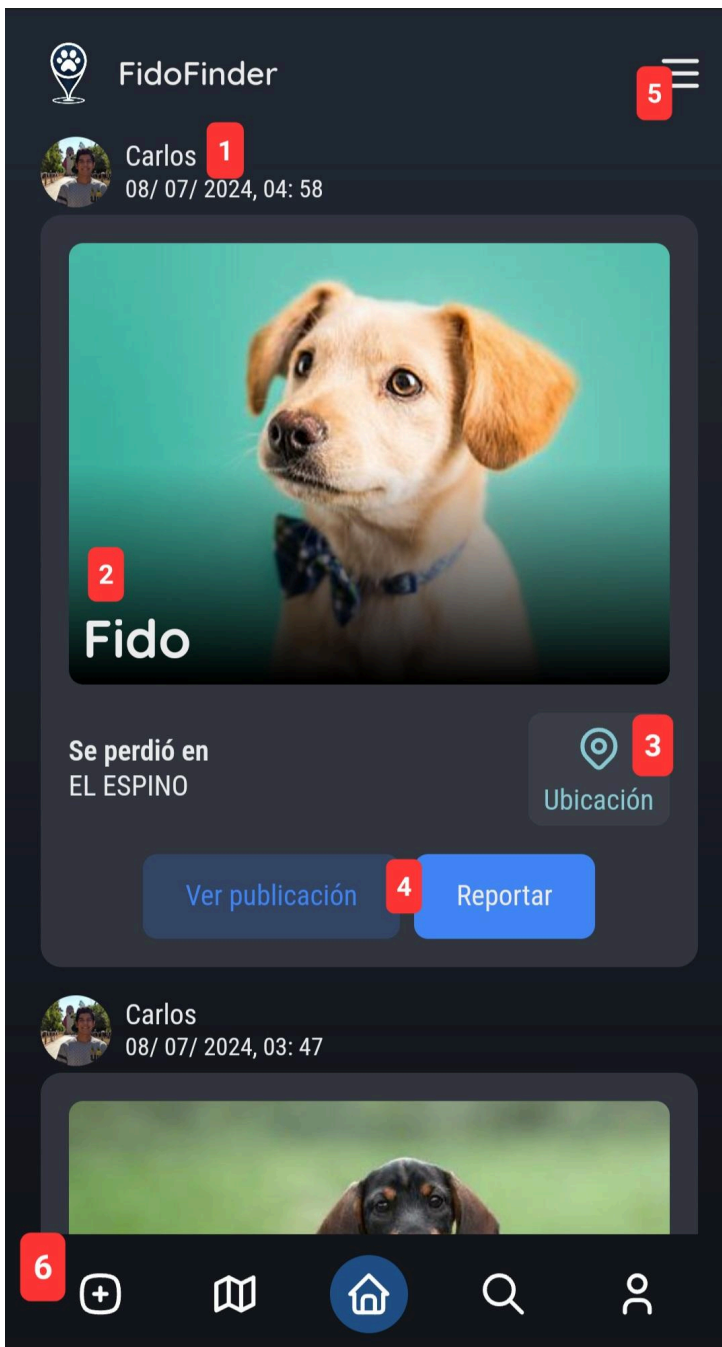 FidoFinder
5
Carlos 1
08/ 07/ 2024, 04: 58
2
Fido
Se perdió en
EL ESPINO
3
Ubicación
Ver publicación 4 Reportar
Carlos
08/ 07/ 2024, 03: 47
6